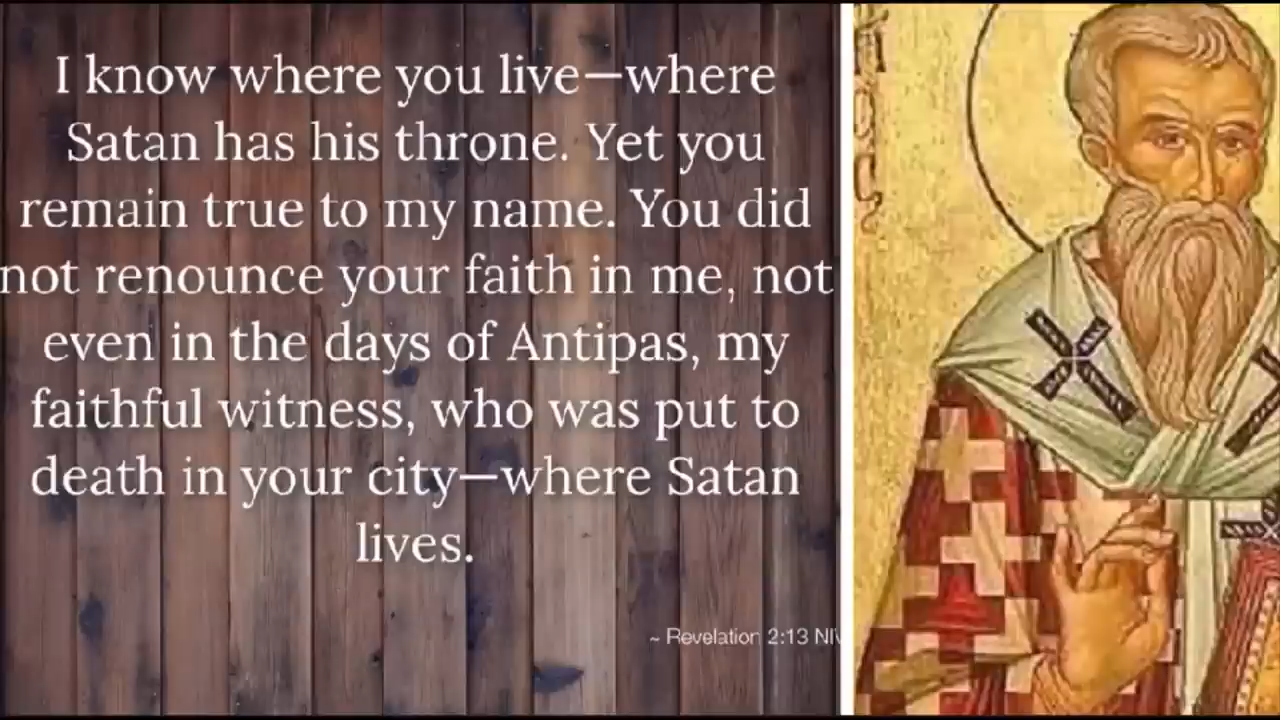 I know where you live—where
Satan has his throne. Yet you
remain true to my name. You did
not renounce your faith in me, not
even in the days of Antipas, my
faithful witness, who was put to
death in your city—where Satan
lives.
~ Revelation 2:13 NIV